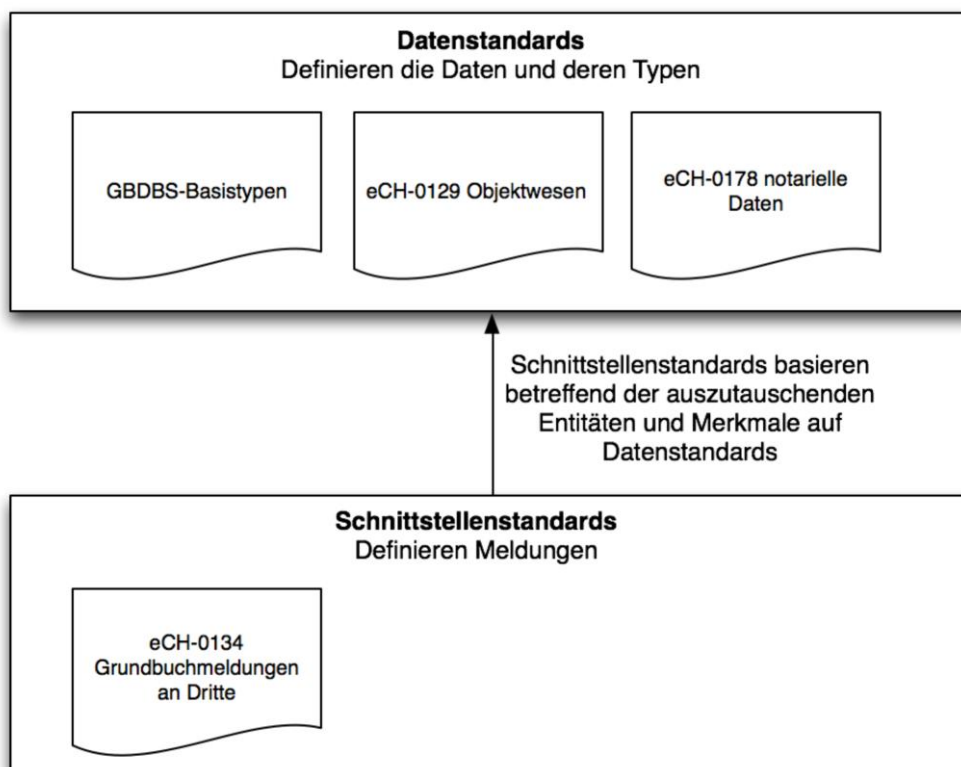 Datenstandards
Definieren die Daten und deren Typen
GBDBS-Basistypen
eCH-0129 Objektwesen
eCH-0178 notarielle
Daten
Schnittstellenstandards basieren
betreffend der auszutauschenden
Entitäten und Merkmale auf
Datenstandards
Schnittstellenstandards
Definieren Meldungen
eCH-0134
Grundbuchmeldungen
an Dritte